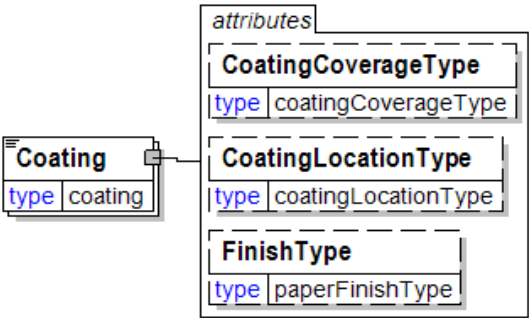 attributes
CoatingCoverageType
type coatingCoverageType
Coating
type coating
CoatingLocationType
type coatingLocationType
FinishType
type paperFinishType